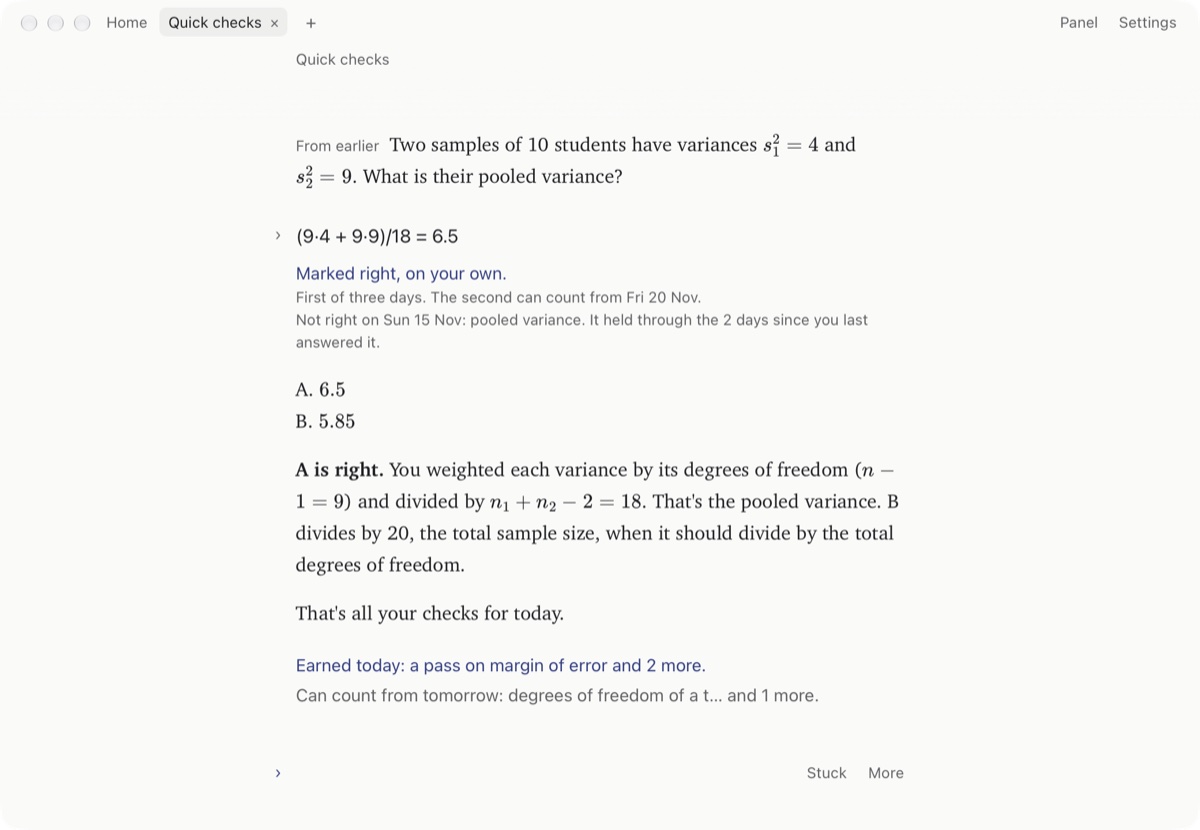 Home
Quick checks ×
+
Panel
Settings
Quick checks
From earlier Two samples of 10 students have variances s₁² = 4 and
s₂² = 9. What is their pooled variance?
› (9·4 + 9·9)/18 = 6.5
Marked right, on your own.
First of three days. The second can count from Fri 20 Nov.
Not right on Sun 15 Nov: pooled variance. It held through the 2 days since you last
answered it.
A. 6.5
B. 5.85
A is right. You weighted each variance by its degrees of freedom (n −
1 = 9) and divided by n₁ + n₂ − 2 = 18. That's the pooled variance. B
divides by 20, the total sample size, when it should divide by the total
degrees of freedom.
That's all your checks for today.
Earned today: a pass on margin of error and 2 more.
Can count from tomorrow: degrees of freedom of a t... and 1 more.
›
Stuck
More